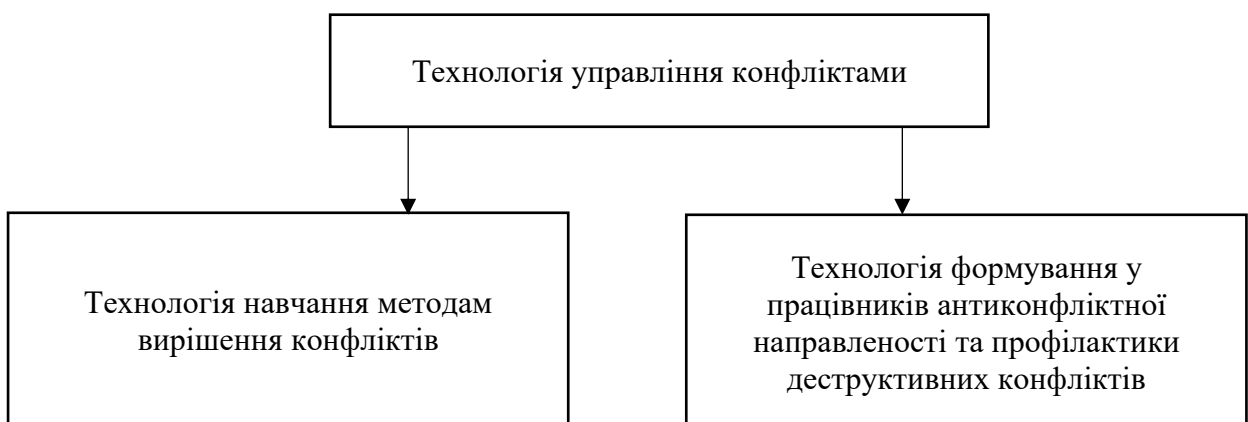 Технологія управління конфліктами
Технологія навчання методам
вирішення конфліктів
Технологія формування у
працівників антиконфліктної
направленості та профілактики
деструктивних конфліктів